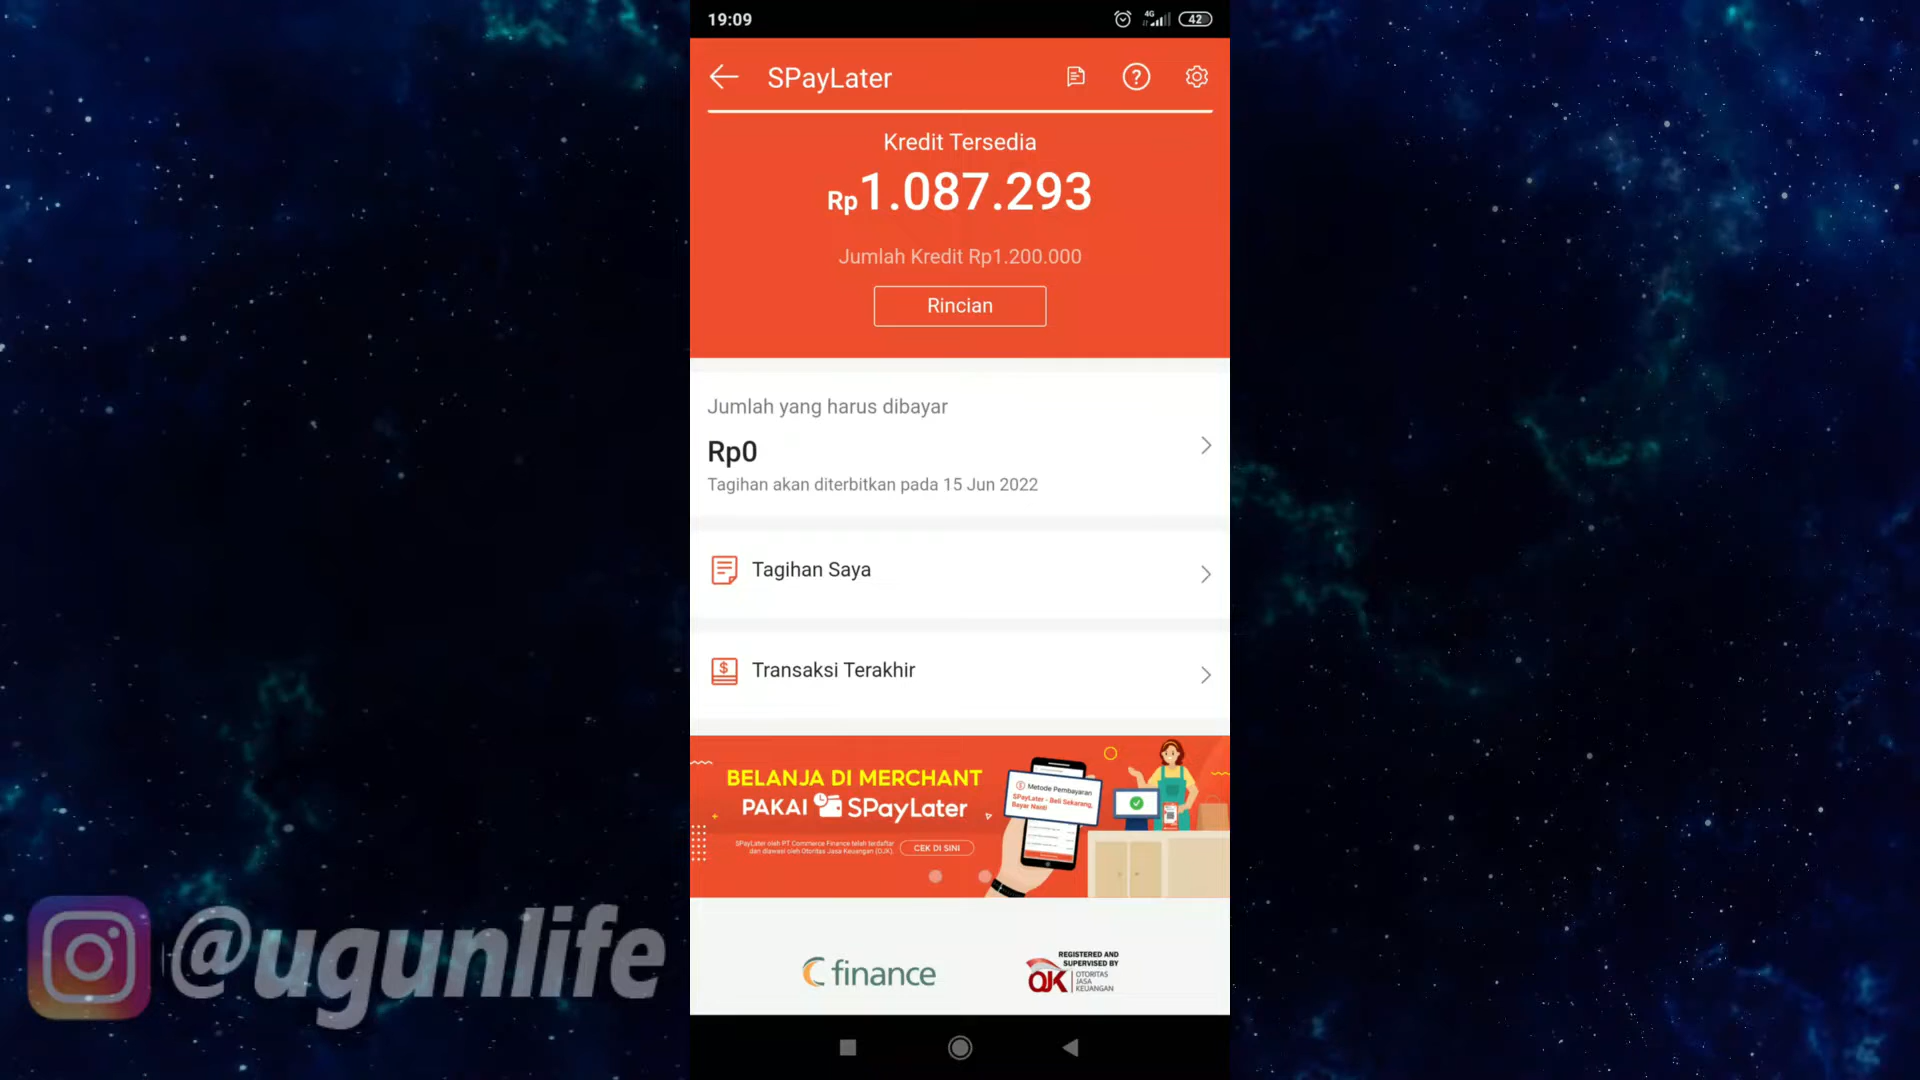 19:09
4G
42
SPayLater
Kredit Tersedia
Rp1.087.293
Jumlah Kredit Rp1.200.000
Rincian
Jumlah yang harus dibayar
Rp0
Tagihan akan diterbitkan pada 15 Jun 2022
Tagihan Saya
Transaksi Terakhir
BELANJA DI MERCHANT
PAKAI SPayLater
SPayLater oleh PT Commerce Finance telah terdaftar
dan diawasi oleh Otoritas Jasa Keuangan (OJK).
CEK DI SINI
Metode Pembayaran
SPayLater - Beli Sekarang,
Bayar Nanti
finance
REGISTERED AND
SUPERVISED BY
OJK
OTORITAS
JASA
KEUANGAN
@ugunlife